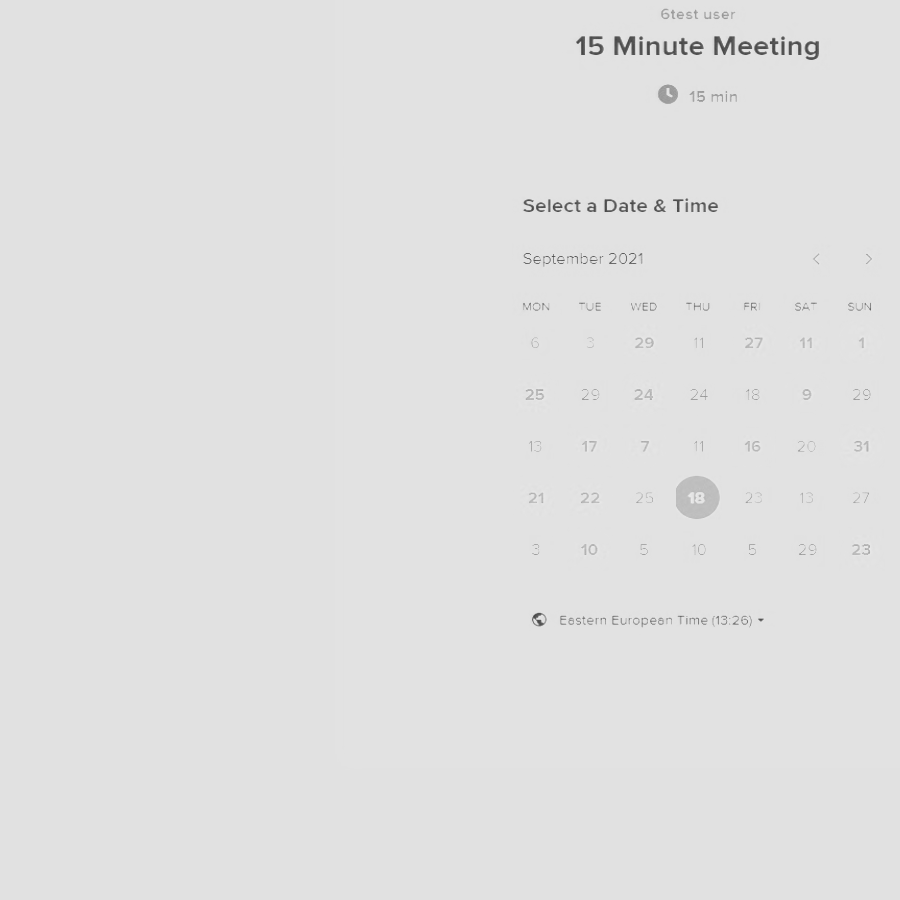 6test user
15 Minute Meeting
15 min
Select a Date & Time
September 2021
MON TUE WED THU FRI SAT SUN
6 3 29 11 27 11 1
25 29 24 24 18 9 29
13 17 7 11 16 20 31
21 22 25 18 23 13 27
3 10 5 10 5 29 23
Eastern European Time (13:26)